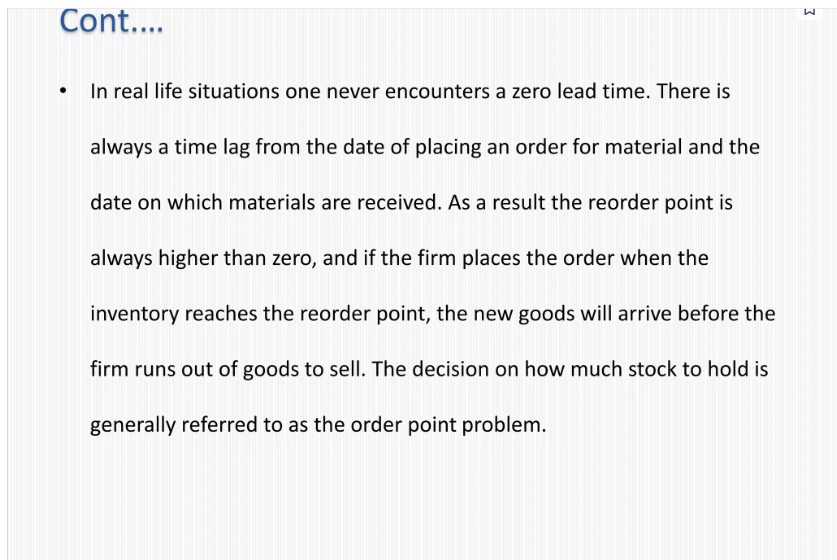 Cont....
• In real life situations one never encounters a zero lead time. There is
always a time lag from the date of placing an order for material and the
date on which materials are received. As a result the reorder point is
always higher than zero, and if the firm places the order when the
inventory reaches the reorder point, the new goods will arrive before the
firm runs out of goods to sell. The decision on how much stock to hold is
generally referred to as the order point problem.